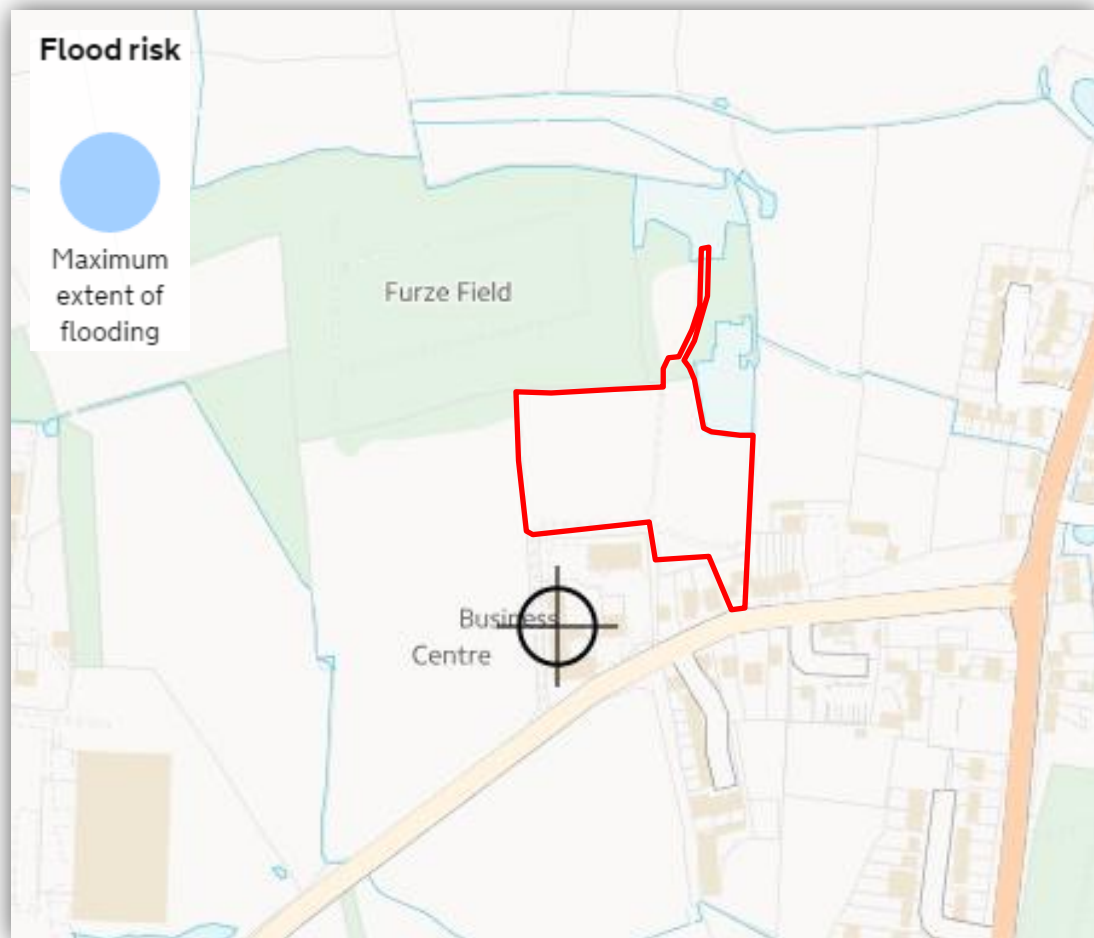 Flood risk
Maximum
extent of
flooding
Furze Field
Business
Centre